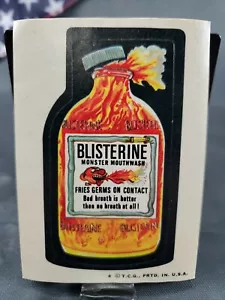 BLISTERINE
MONSTER MOUTHWASH
FRIES GERMS ON CONTACT
Bad breath is better
than no breath at all!
© T.C.G., PRTD. IN U.S.A.